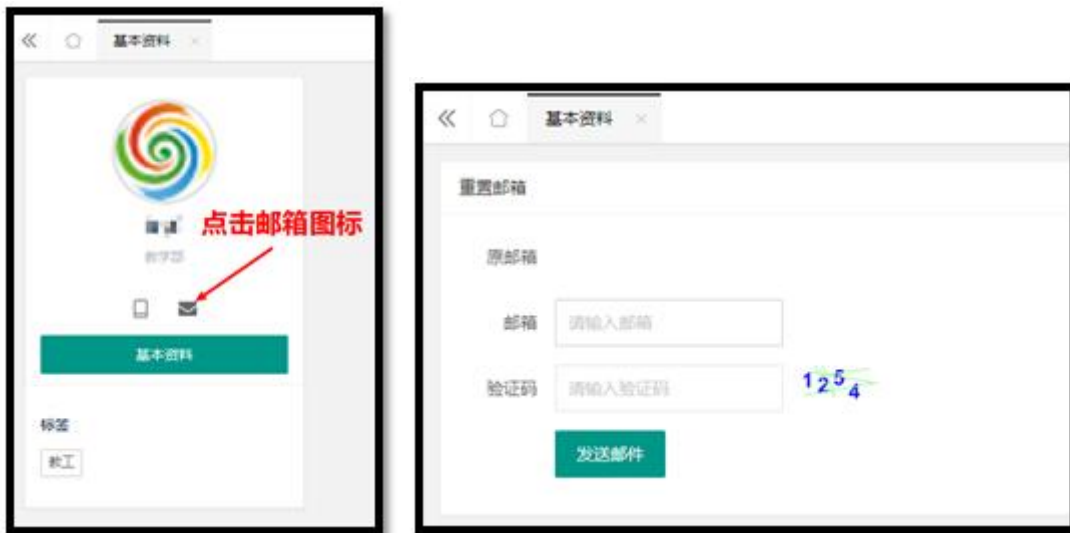 基本资料
点击邮箱图标
教学部
基本资料
标签
教工
基本资料
重置邮箱
原邮箱
邮箱 请输入邮箱
验证码 请输入验证码 1254
发送邮件